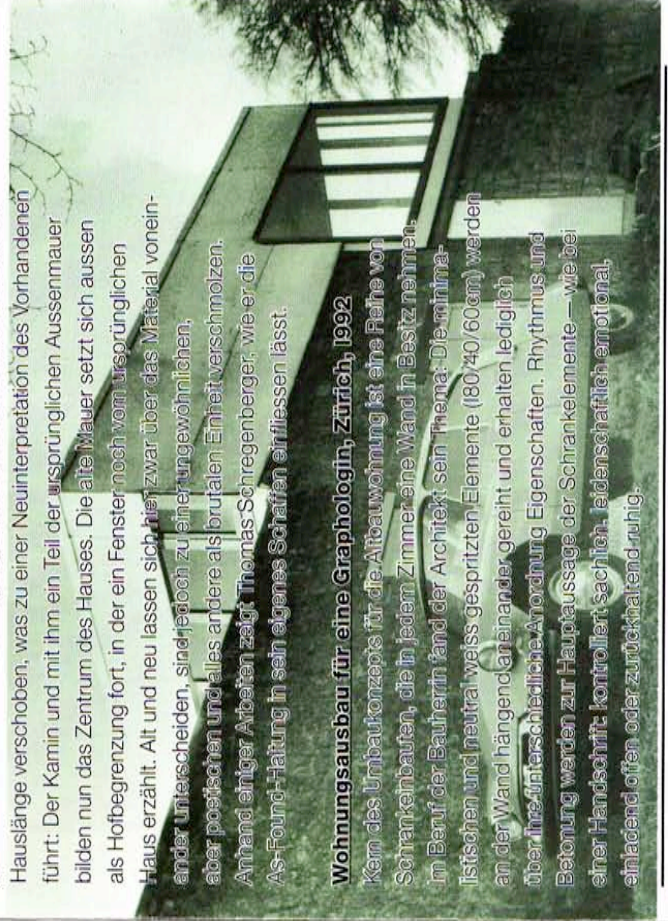 Hauslänge verschoben, was zu einer Neuinterpretation des Vorhandenen
führt: Der Kamin und mit ihm ein Teil der ursprünglichen Aussenmauer
bilden nun das Zentrum des Hauses. Die alte Mauer setzt sich aussen
als Hofbegrenzung fort, in der ein Fenster noch vom ursprünglichen
Haus erzählt. Alt und neu lassen sich hier zwar über das Material vonein-
ander unterscheiden, sind jedoch zu einer ungewöhnlichen,
aber poetischen und alles andere als brutalen Einheit verschmolzen.
Anhand einiger Arbeiten zeigt Thomas Schregenberger, wie er die
As-Found-Haltung in sein eigenes Schaffen einfliessen lässt.
Wohnungsausbau für eine Graphologin, Zürich, 1992
Kern des Umbaukonzepts für die Altbauwohnung ist eine Reihe von
Schrankeinbauten, die in jedem Zimmer eine Wand in Besitz nehmen.
Im Beruf der Bauherrin fand der Architekt sein Thema: Die minima-
listischen und neutral weiss gespritzten Elemente (180/40/60cm) werden
an der Wand hängend aneinander gereiht und erhalten lediglich
über ihre unterschiedliche Anordnung Eigenschaften. Rhythmus und
Betonung werden zur Hauptaussage der Schrankelemente – wie bei
einer Handschrift: kontrolliert sachlich, leidenschaftlich emotional,
einladend offen oder zurückhaltend ruhig.